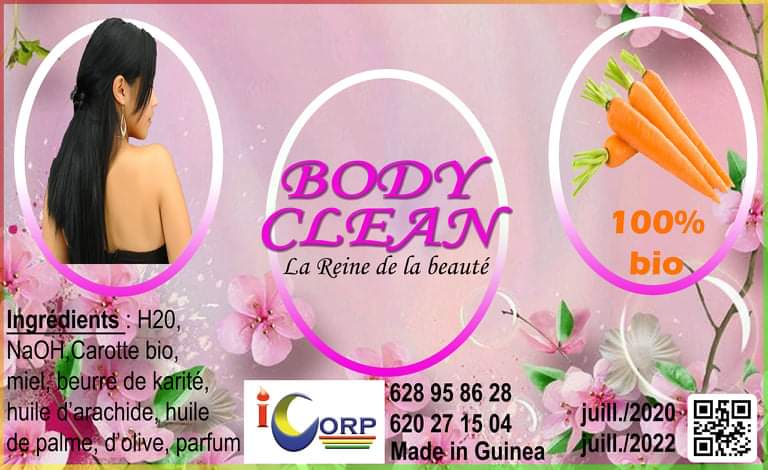 BODY
CLEAN
La Reine de la beauté
100%
bio
Ingrédients : H20,
NaOH,Carotte bio,
miel, beurre de karité,
huile d'arachide, huile
de palme, d'olive, parfum
iCORP
628 95 86 28
620 27 15 04
Made in Guinea
juill./2020
juill./2022